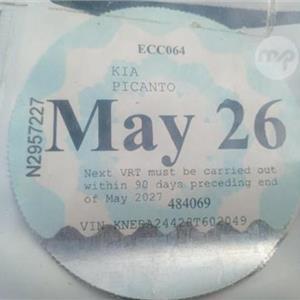 ECC064
KIA
PICANTO
May 26
N2957227
Next VRT must be carried out
within 90 days preceding end
of May 2027
484069
VIN KNEBA24428T602049